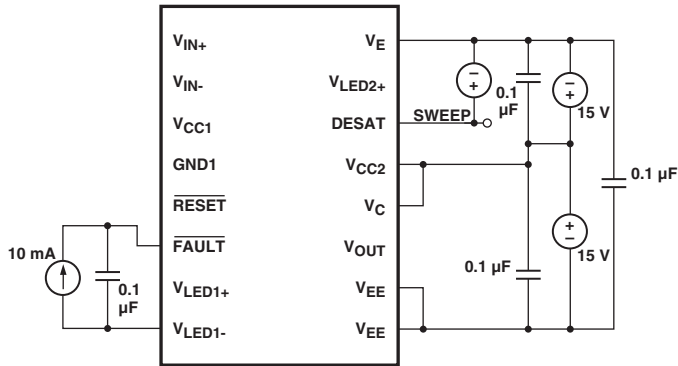 V_IN+
V_IN-
V_CC1
GND1
RESET
FAULT
V_LED1+
V_LED1-
V_E
V_LED2+
DESAT
V_CC2
V_C
V_OUT
V_EE
V_EE
10 mA
0.1
µF
SWEEP
0.1
µF
15 V
0.1 µF
15 V
0.1 µF